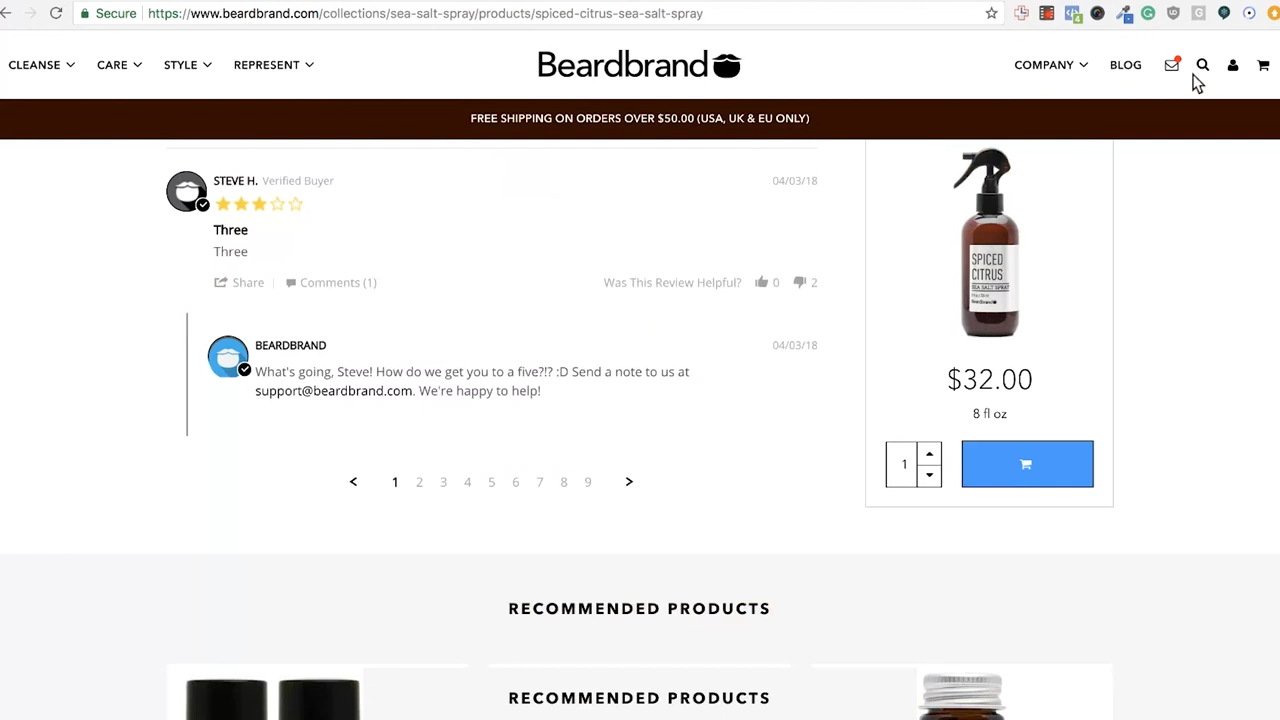 Secure https://www.beardbrand.com/collections/sea-salt-spray/products/spiced-citrus-sea-salt-spray
CLEANSE CARE STYLE REPRESENT Beardbrand COMPANY BLOG
FREE SHIPPING ON ORDERS OVER $50.00 (USA, UK & EU ONLY)
STEVE H. Verified Buyer 04/03/18
Three
Three
Share Comments (1) Was This Review Helpful? 0 2
BEARDBRAND 04/03/18
What's going, Steve! How do we get you to a five?!? :D Send a note to us at
support@beardbrand.com. We're happy to help!
< 1 2 3 4 5 6 7 8 9 >
SPICED
CITRUS
SEA SALT SPRAY
Beardbrand
$32.00
8 fl oz
1
RECOMMENDED PRODUCTS
RECOMMENDED PRODUCTS